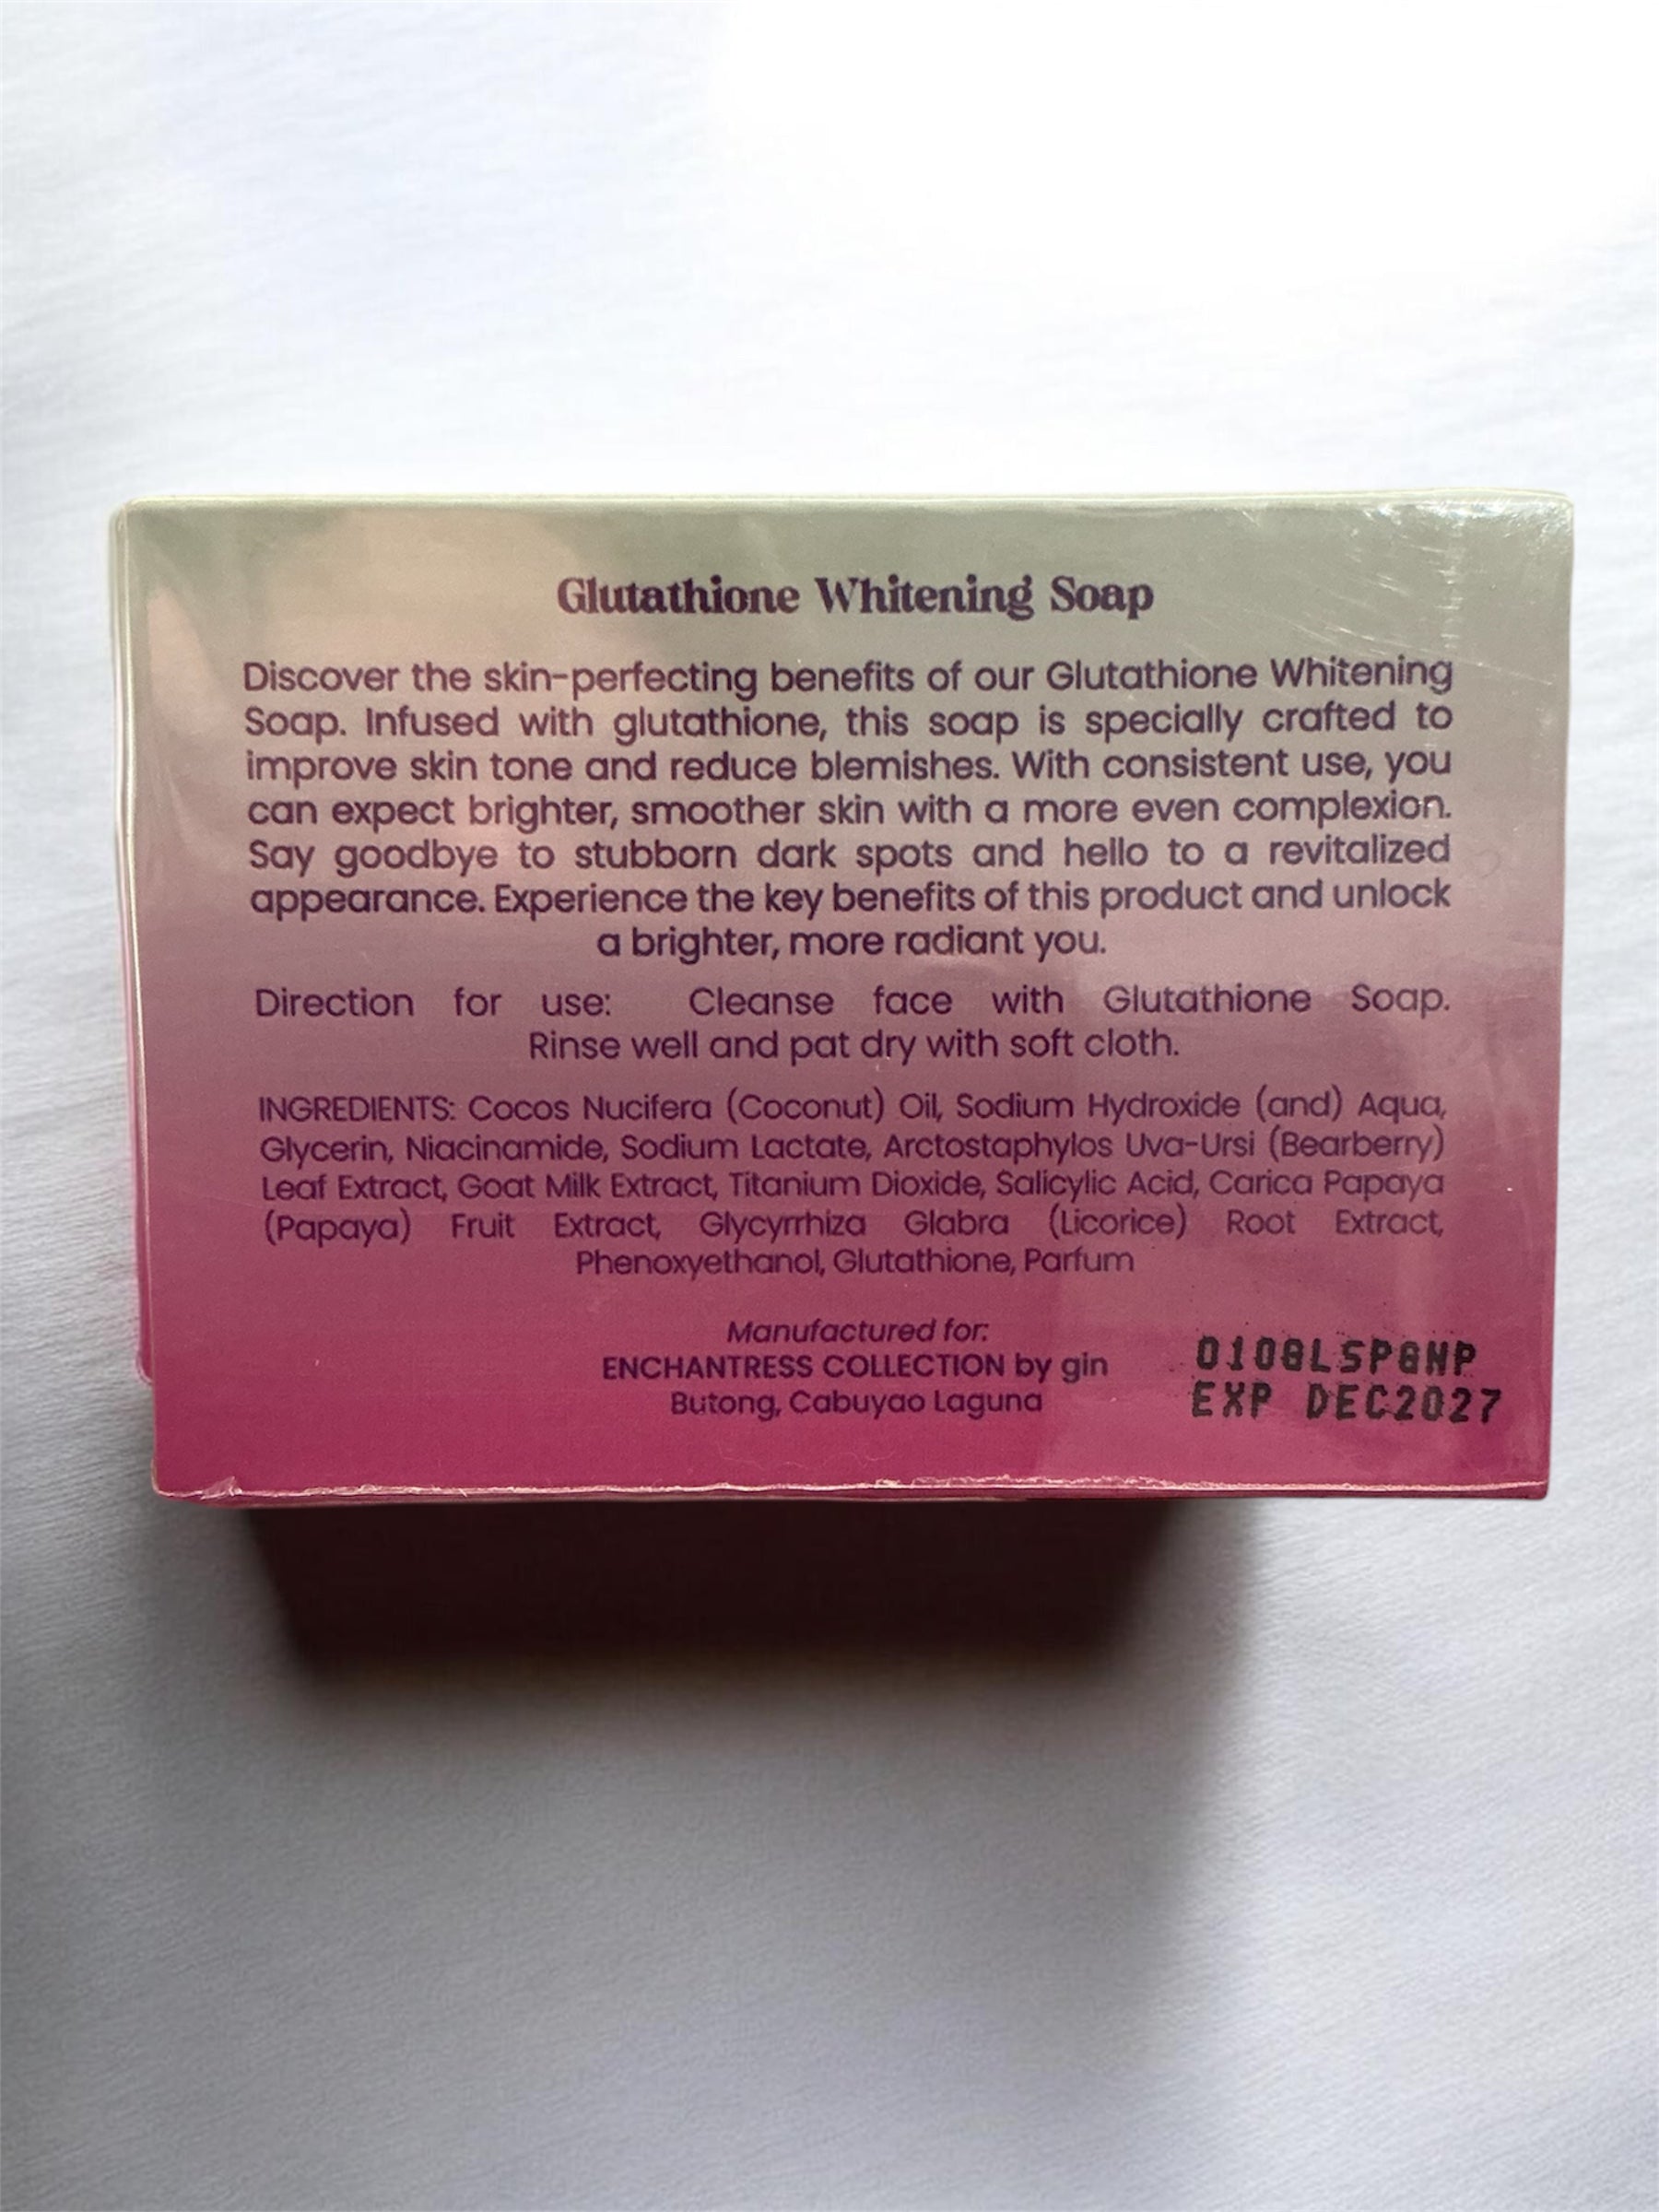 Glutathione Whitening Soap
Discover the skin-perfecting benefits of our Glutathione Whitening
Soap. Infused with glutathione, this soap is specially crafted to
improve skin tone and reduce blemishes. With consistent use, you
can expect brighter, smoother skin with a more even complexion.
Say goodbye to stubborn dark spots and hello to a revitalized
appearance. Experience the key benefits of this product and unlock
a brighter, more radiant you.
Direction for use: Cleanse face with Glutathione Soap.
Rinse well and pat dry with soft cloth.
INGREDIENTS: Cocos Nucifera (Coconut) Oil, Sodium Hydroxide (and) Aqua,
Glycerin, Niacinamide, Sodium Lactate, Arctostaphylos Uva-Ursi (Bearberry)
Leaf Extract, Goat Milk Extract, Titanium Dioxide, Salicylic Acid, Carica Papaya
(Papaya) Fruit Extract, Glycyrrhiza Glabra (Licorice) Root Extract,
Phenoxyethanol, Glutathione, Parfum
Manufactured for:
ENCHANTRESS COLLECTION by gin
Butong, Cabuyao Laguna
EXP DEC2027